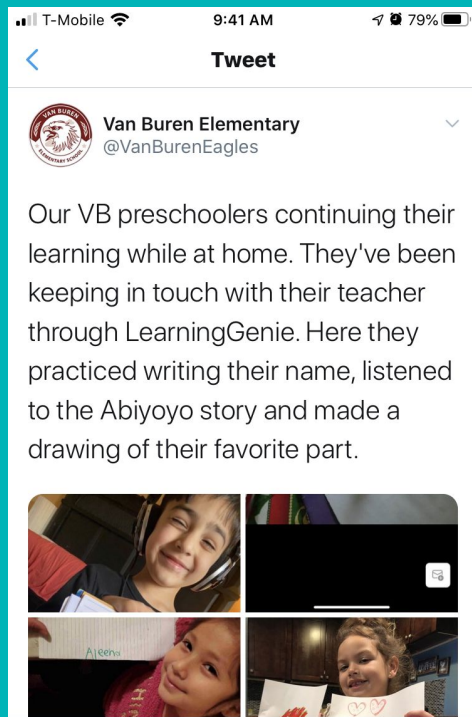 T-Mobile 9:41 AM 79%
Tweet
VAN BUREN
ELEMENTARY SCHOOL
Van Buren Elementary
@VanBurenEagles
Our VB preschoolers continuing their
learning while at home. They've been
keeping in touch with their teacher
through LearningGenie. Here they
practiced writing their name, listened
to the Abiyoyo story and made a
drawing of their favorite part.
Aleena